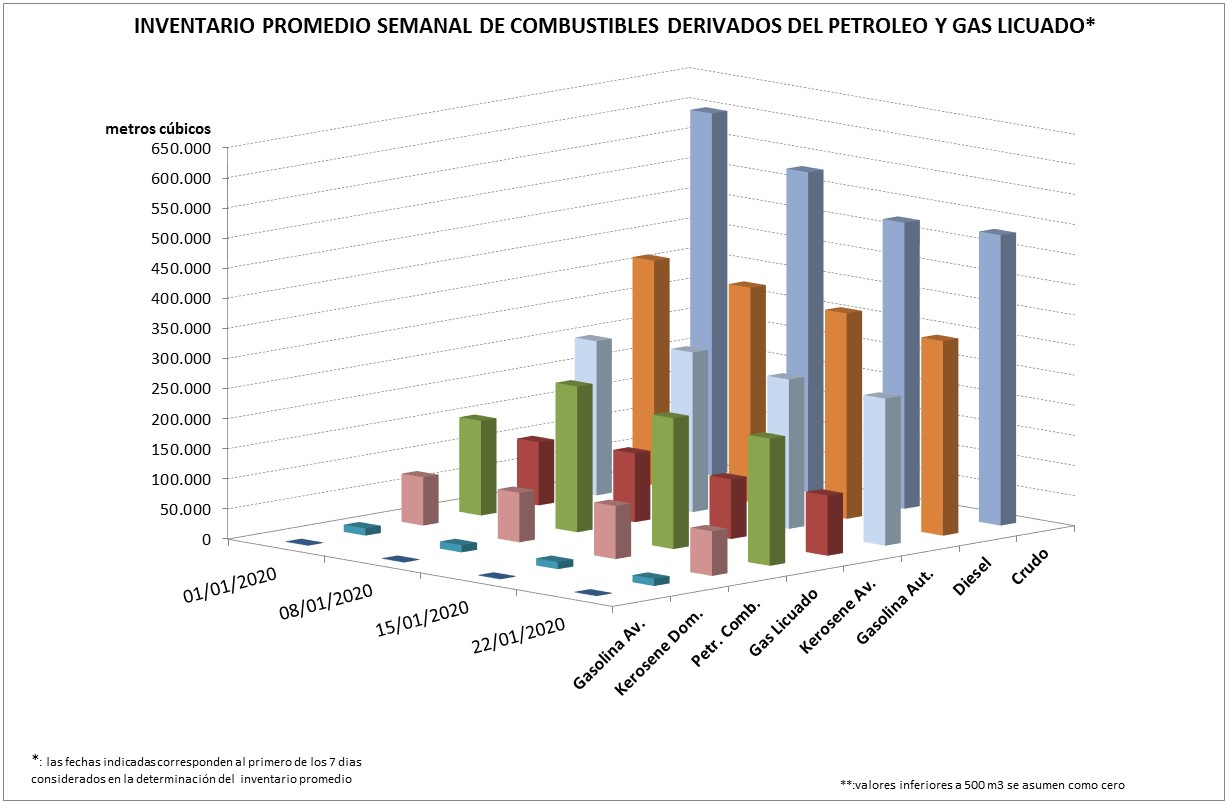 INVENTARIO PROMEDIO SEMANAL DE COMBUSTIBLES DERIVADOS DEL PETROLEO Y GAS LICUADO*
metros cúbicos
650.000
600.000
550.000
500.000
450.000
400.000
350.000
300.000
250.000
200.000
150.000
100.000
50.000
0
01/01/2020
08/01/2020
15/01/2020
22/01/2020
Gasolina Av.
Kerosene Dom.
Petr. Comb.
Gas Licuado
Kerosene Av.
Gasolina Aut.
Diesel
Crudo
*: las fechas indicadas corresponden al primero de los 7 dias
considerados en la determinación del inventario promedio
**:valores inferiores a 500 m3 se asumen como cero